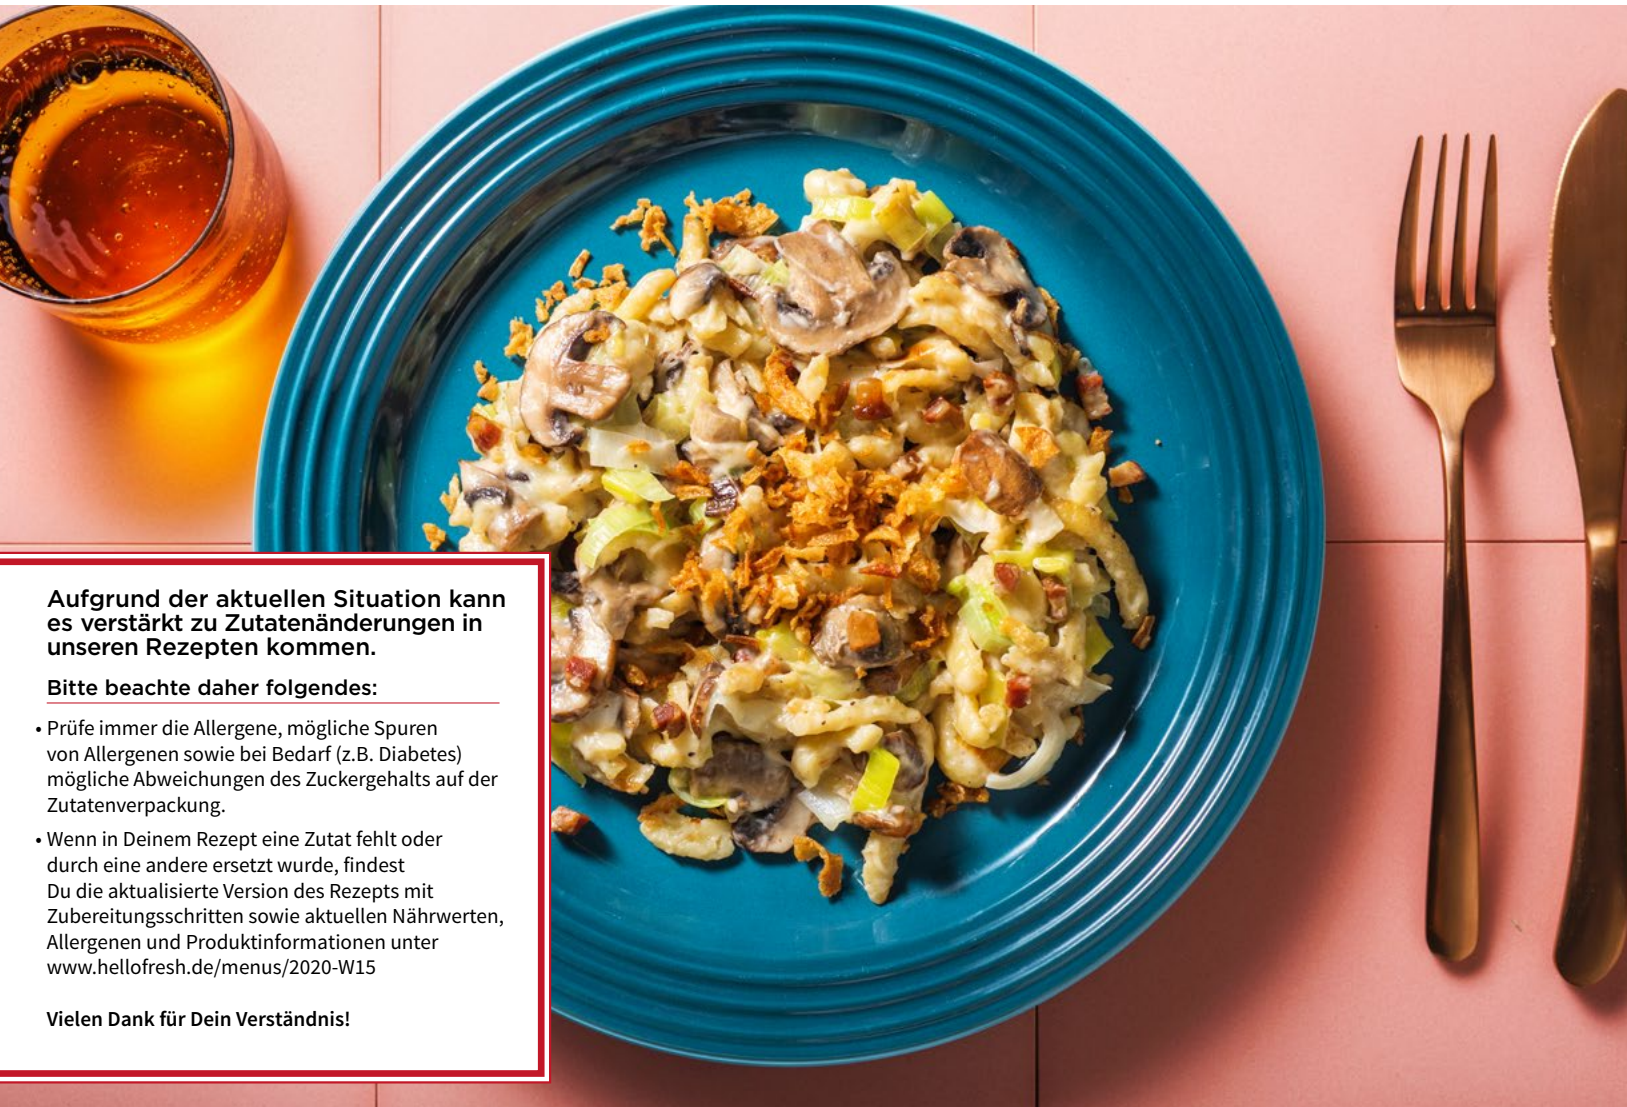 Aufgrund der aktuellen Situation kann
es verstärkt zu Zutatenänderungen in
unseren Rezepten kommen.
Bitte beachte daher folgendes:
• Prüfe immer die Allergene, mögliche Spuren
von Allergenen sowie bei Bedarf (z.B. Diabetes)
mögliche Abweichungen des Zuckergehalts auf der
Zutatenverpackung.
• Wenn in Deinem Rezept eine Zutat fehlt oder
durch eine andere ersetzt wurde, findest
Du die aktualisierte Version des Rezepts mit
Zubereitungsschritten sowie aktuellen Nährwerten,
Allergenen und Produktinformationen unter
www.hellofresh.de/menus/2020-W15
Vielen Dank für Dein Verständnis!